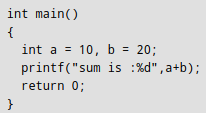 int main()
{
  int a = 10, b = 20;
  printf("sum is :%d",a+b);
  return 0;
}